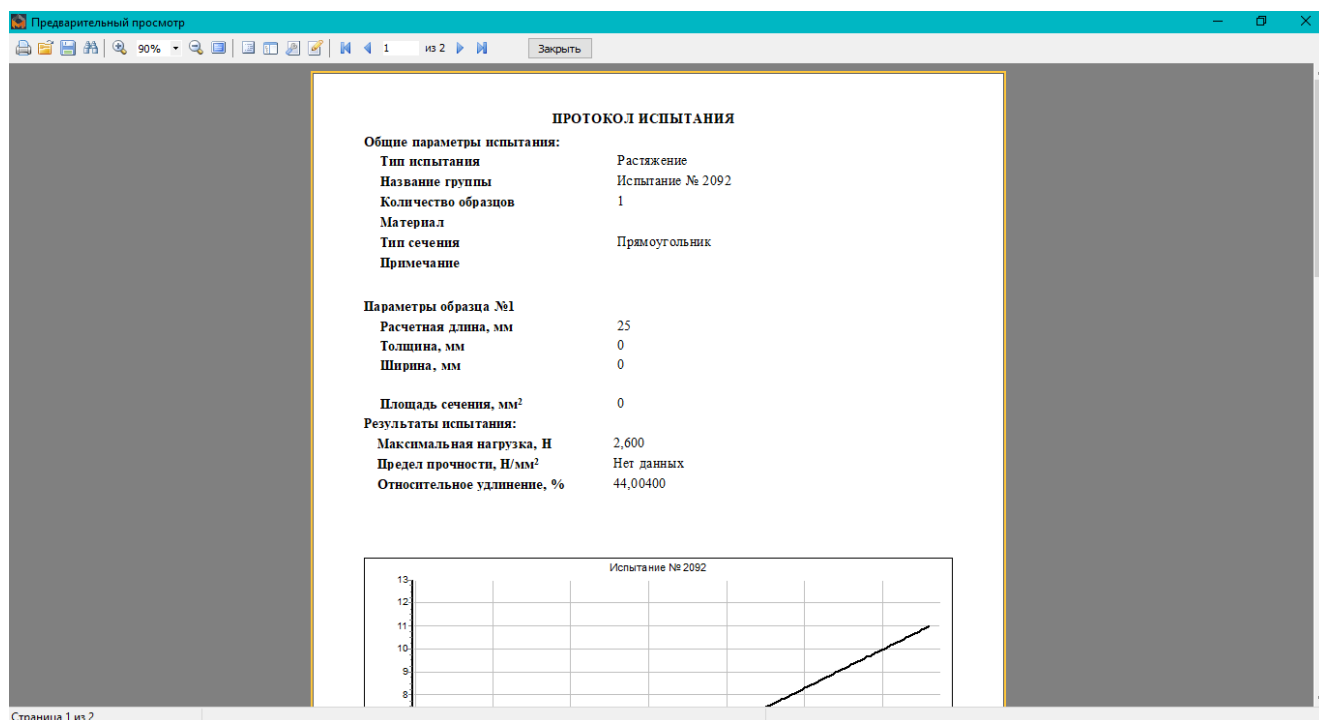 Предварительный просмотр
90% 1 из 2 Закрыть
ПРОТОКОЛ ИСПЫТАНИЯ
Общие параметры испытания:
Тип испытания Растяжение
Название группы Испытание № 2092
Количество образцов 1
Материал
Тип сечения Прямоугольник
Примечание
Параметры образца №1
Расчетная длина, мм 25
Толщина, мм 0
Ширина, мм 0
Площадь сечения, мм² 0
Результаты испытания:
Максимальная нагрузка, Н 2,600
Предел прочности, Н/мм² Нет данных
Относительное удлинение, % 44,00400
Испытание № 2092
13
12
11
10
9
8
Страница 1 из 2